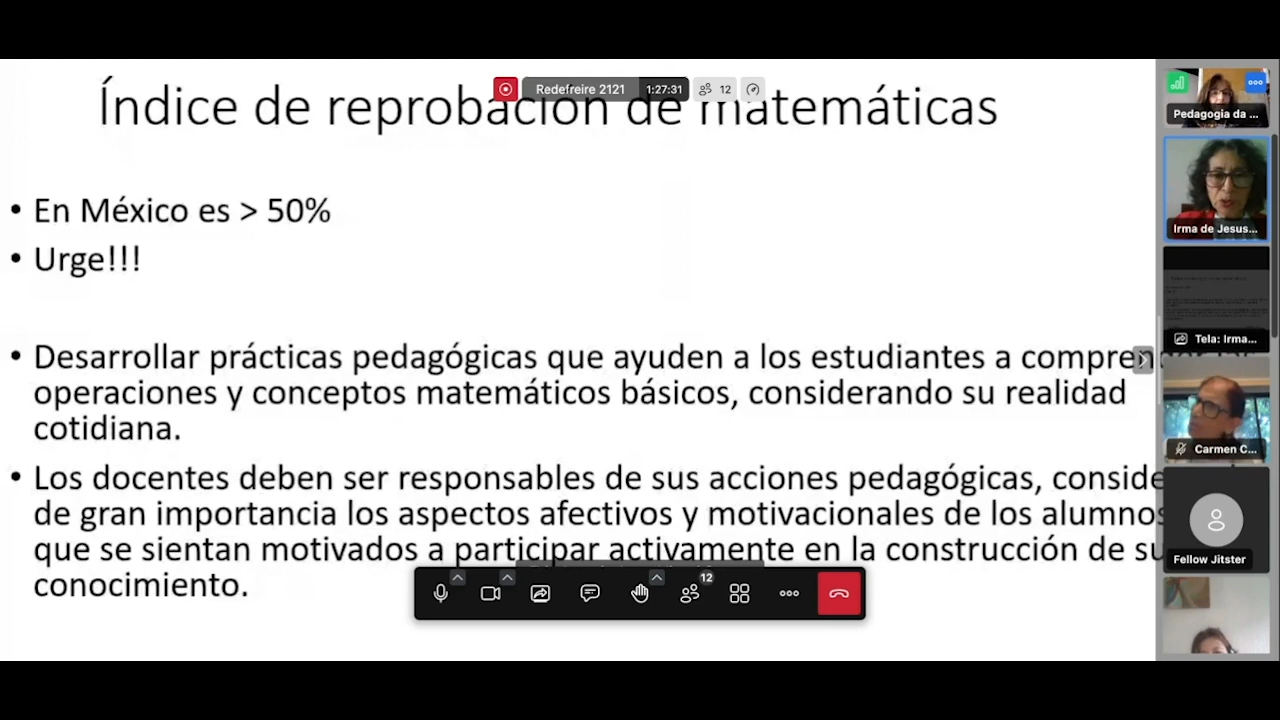 Índice de reprobación de matemáticas
Redefreire 2121 1:27:31 12
• En México es > 50%
• Urge!!!
• Desarrollar prácticas pedagógicas que ayuden a los estudiantes a
operaciones y conceptos matemáticos básicos, considerando su realidad
cotidiana.
• Los docentes deben ser responsables de sus acciones pedagógicas,
de gran importancia los aspectos afectivos y motivacionales de los alumnos
que se sientan motivados a participar activamente en la construcción de su
conocimiento.
12
Pedagogia da ...
Irma de Jesus...
Tela: Irma...
Carmen C...
Fellow Jitster